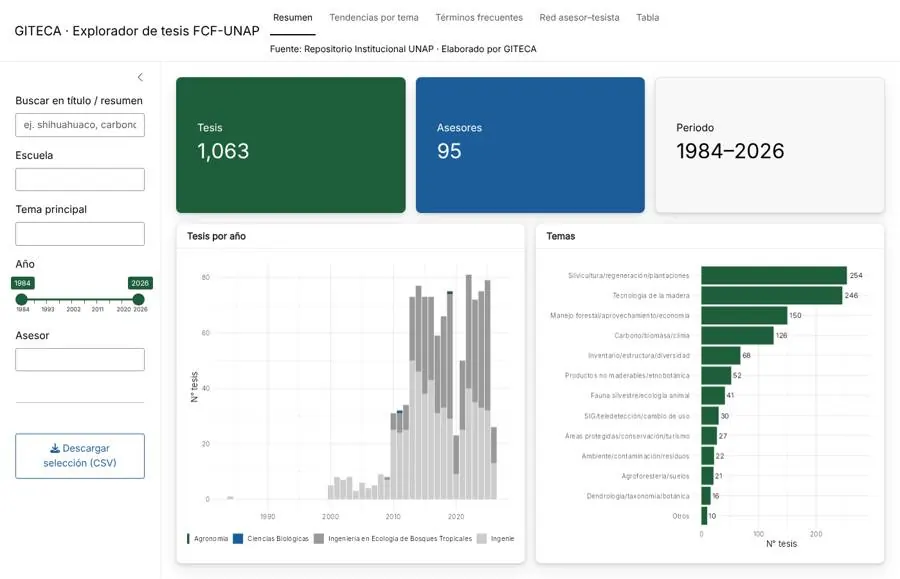 GITECA · Explorador de tesis FCF-UNAP
Resumen
Tendencias por tema
Términos frecuentes
Red asesor–tesista
Tabla
Fuente: Repositorio Institucional UNAP · Elaborado por GITECA
Buscar en título / resumen
ej. shihuahuaco, carbono
Escuela
Tema principal
Año
1984
2026
1984 1993 2002 2011 2020 2026
Asesor
Descargar
selección (CSV)
Tesis
1,063
Asesores
95
Periodo
1984–2026
Tesis por año
80
60
40
20
0
N° tesis
1990 2000 2010 2020
Agronomía Ciencias Biológicas Ingeniería en Ecología de Bosques Tropicales Ingenie
Temas
Silvicultura/regeneración/plantaciones 254
Tecnología de la madera 246
Manejo forestal/aprovechamiento/economía 150
Carbono/biomasa/clima 126
Inventario/estructura/diversidad 68
Productos no maderables/etnobotánica 52
Fauna silvestre/ecología animal 41
SIG/teledetección/cambio de uso 30
Áreas protegidas/conservación/turismo 27
Ambiente/contaminación/residuos 22
Agroforestería/suelos 21
Dendrología/taxonomía/botánica 16
Otros 10
0 100 200
N° tesis